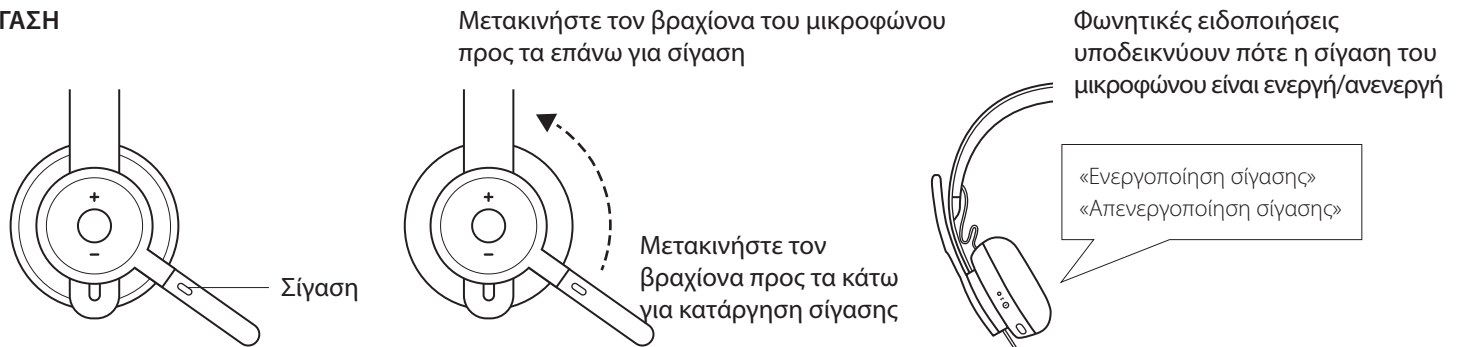 ΓΑΣΗ
Σίγαση
Μετακινήστε τον βραχίονα του μικροφώνου
προς τα επάνω για σίγαση
Μετακινήστε τον
βραχίονα προς τα κάτω
για κατάργηση σίγασης
Φωνητικές ειδοποιήσεις
υποδεικνύουν πότε η σίγαση του
μικροφώνου είναι ενεργή/ανενεργή
«Ενεργοποίηση σίγασης»
«Απενεργοποίηση σίγασης»